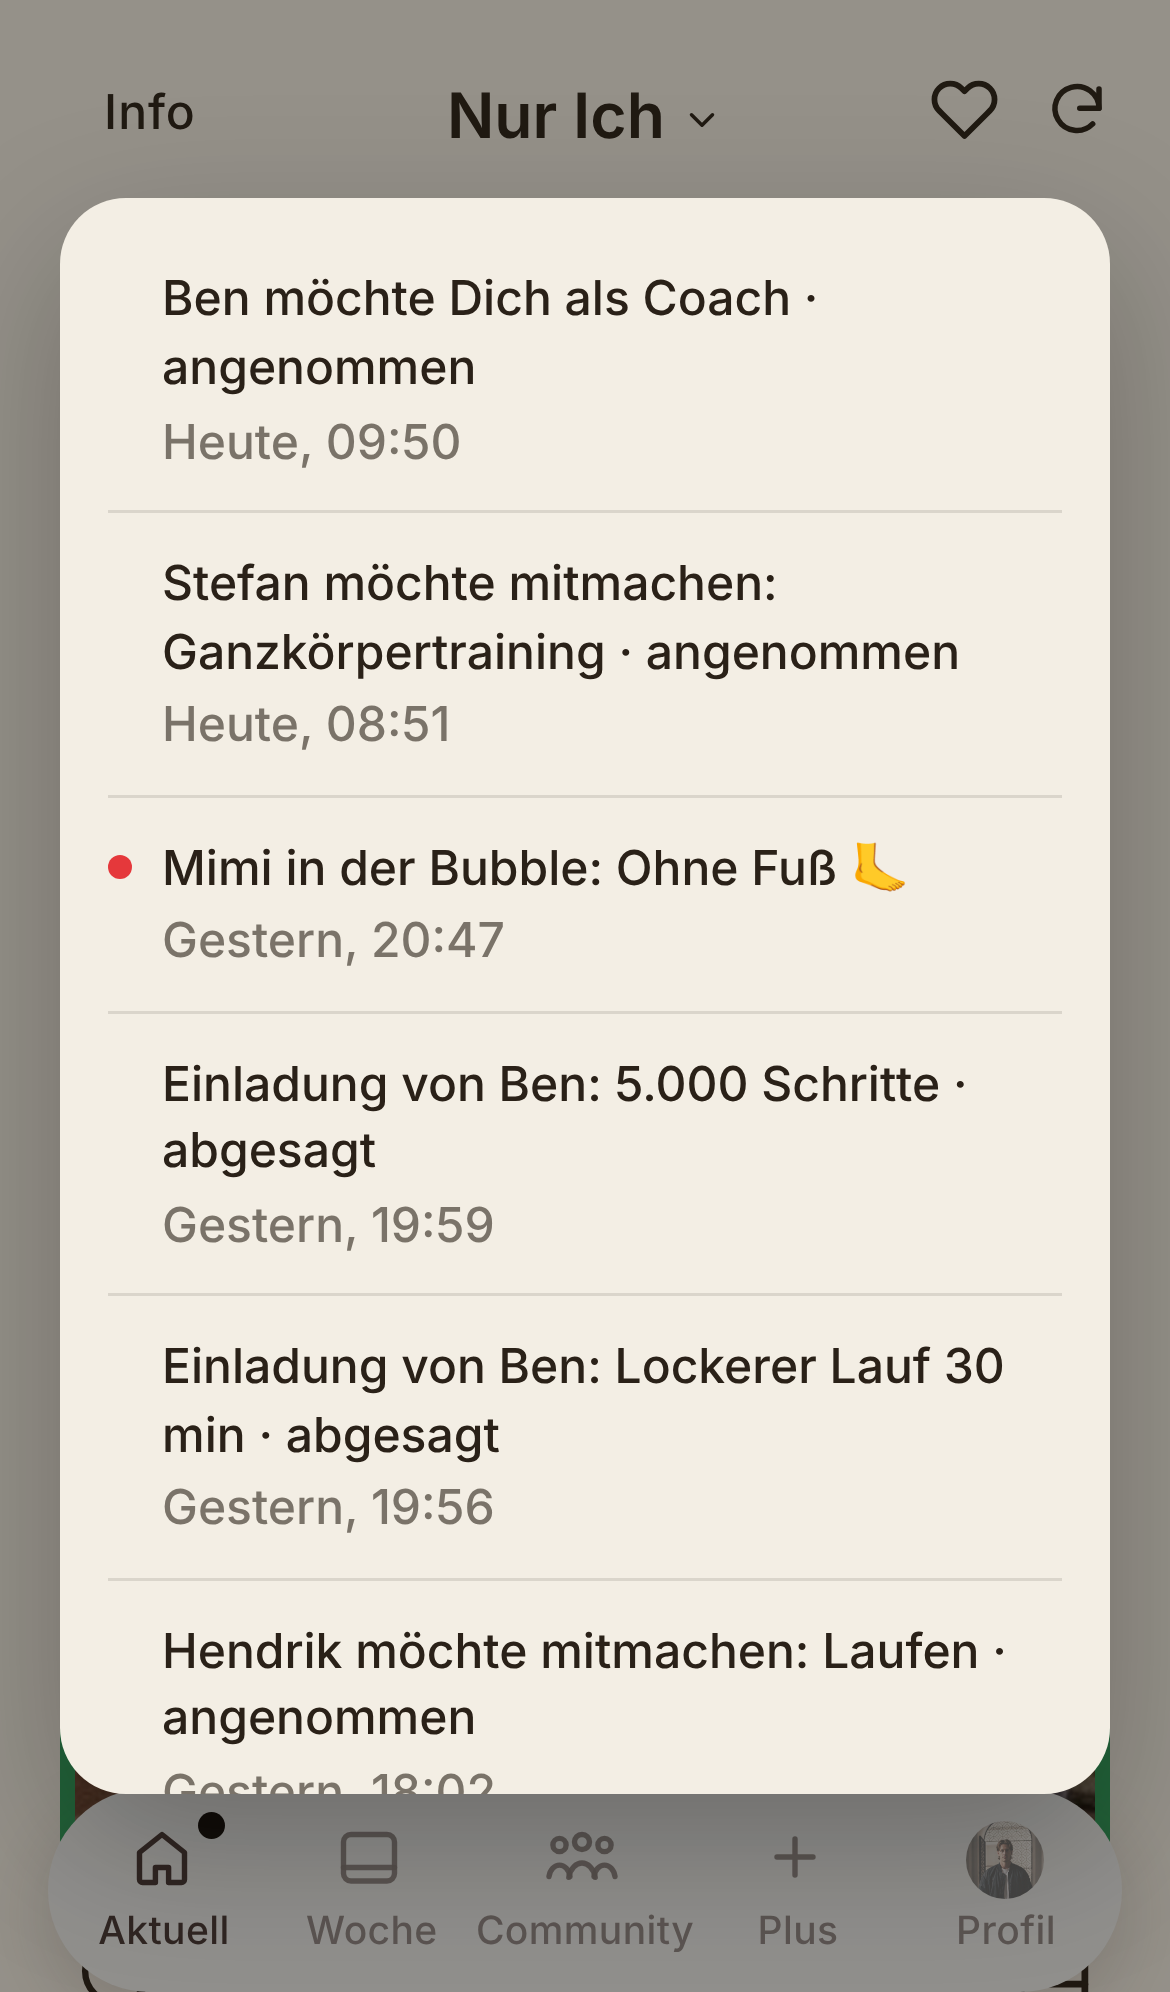 Info
Nur Ich
Ben möchte Dich als Coach ·
angenommen
Heute, 09:50
Stefan möchte mitmachen:
Ganzkörpertraining · angenommen
Heute, 08:51
Mimi in der Bubble: Ohne Fuß 🦶
Gestern, 20:47
Einladung von Ben: 5.000 Schritte ·
abgesagt
Gestern, 19:59
Einladung von Ben: Lockerer Lauf 30
min · abgesagt
Gestern, 19:56
Hendrik möchte mitmachen: Laufen ·
angenommen
Gestern, 18:02
Aktuell
Woche
Community
Plus
Profil